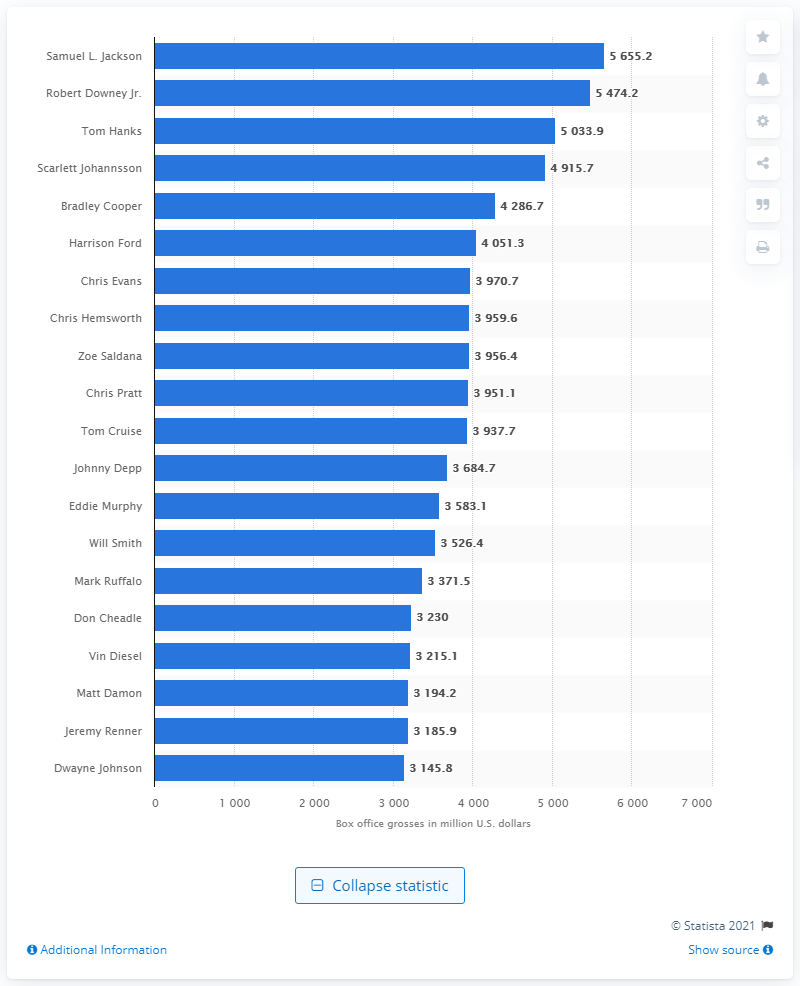 Samuel L. Jackson 5 655.2
Robert Downey Jr. 5 474.2
Tom Hanks 5 033.9
Scarlett Johannsson 4 915.7
Bradley Cooper 4 286.7
Harrison Ford 4 051.3
Chris Evans 3 970.7
Chris Hemsworth 3 959.6
Zoe Saldana 3 956.4
Chris Pratt 3 951.1
Tom Cruise 3 937.7
Johnny Depp 3 684.7
Eddie Murphy 3 583.1
Will Smith 3 526.4
Mark Ruffalo 3 371.5
Don Cheadle 3 230
Vin Diesel 3 215.1
Matt Damon 3 194.2
Jeremy Renner 3 185.9
Dwayne Johnson 3 145.8
0 1 000 2 000 3 000 4 000 5 000 6 000 7 000
Box office grosses in million U.S. dollars
Collapse statistic
© Statista 2021
Additional Information Show source